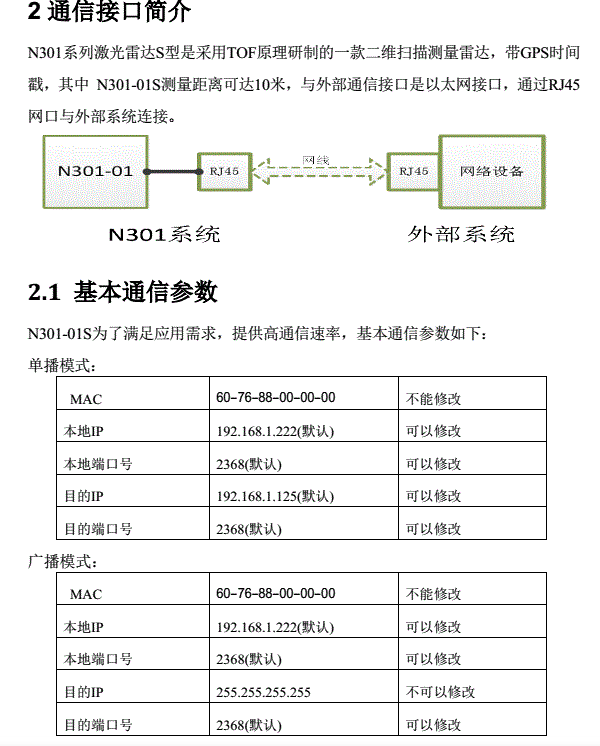 2 通信接口简介
N301系列激光雷达S型是采用TOF原理研制的一款二维扫描测量雷达，带GPS时间
戳，其中 N301-01S测量距离可达10米，与外部通信接口是以太网接口，通过RJ45
网口与外部系统连接。
N301-01 RJ45 网线 RJ45 网络设备
N301系统 外部系统
2.1 基本通信参数
N301-01S为了满足应用需求，提供高通信速率，基本通信参数如下：
单播模式：
MAC 60-76-88-00-00-00 不能修改
本地IP 192.168.1.222(默认) 可以修改
本地端口号 2368(默认) 可以修改
目的IP 192.168.1.125(默认) 可以修改
目的端口号 2368(默认) 可以修改
广播模式：
MAC 60-76-88-00-00-00 不能修改
本地IP 192.168.1.222(默认) 可以修改
本地端口号 2368(默认) 可以修改
目的IP 255.255.255.255 不可以修改
目的端口号 2368(默认) 可以修改